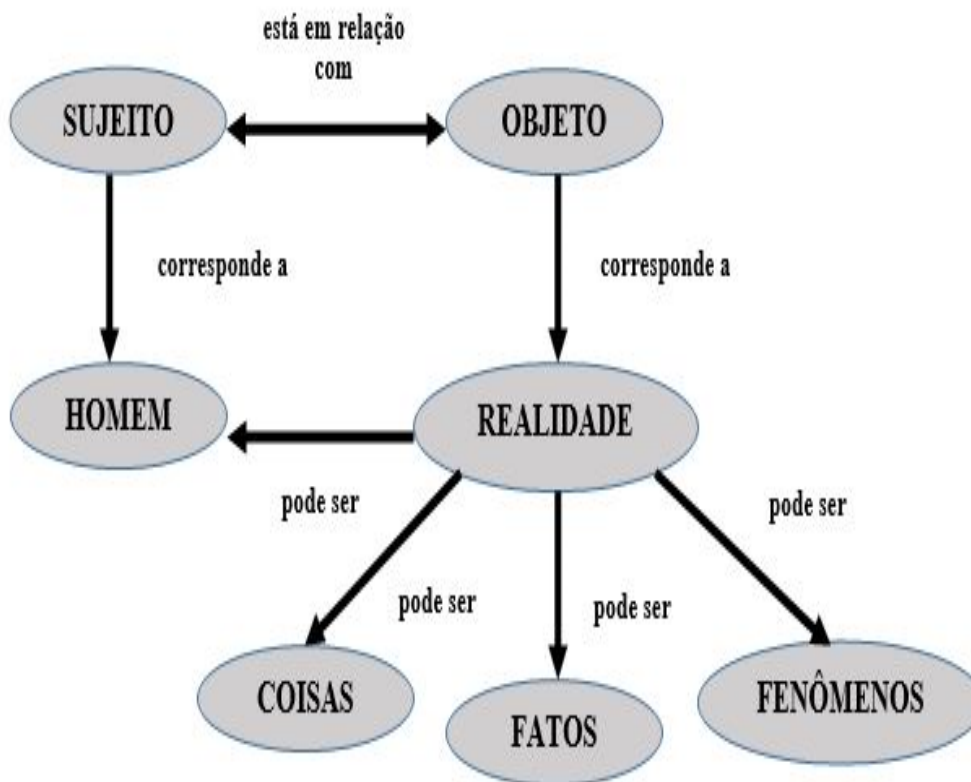 está em relação
com
SUJEITO
OBJETO
corresponde a
corresponde a
HOMEM
REALIDADE
pode ser
pode ser
pode ser
pode ser
COISAS
FATOS
FENÔMENOS